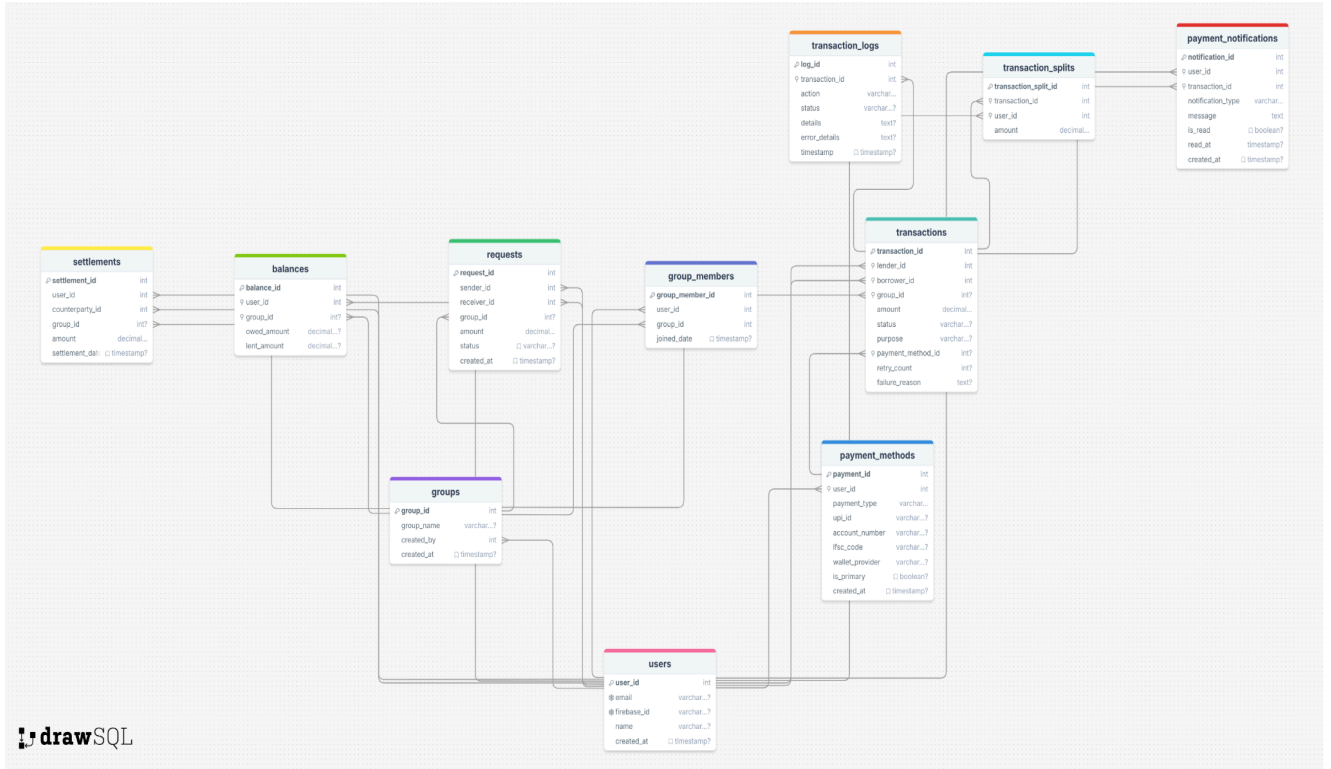 transaction_logs
log_id int
transaction_id int
action varchar...
status varchar...?
details text?
error_details text?
timestamp timestamp?
transaction_splits
transaction_split_id int
transaction_id int
user_id int
amount decimal...
payment_notifications
notification_id int
user_id int
transaction_id int
notification_type varchar...
message text
is_read boolean?
read_at timestamp?
created_at timestamp?
settlements
settlement_id int
user_id int
counterparty_id int
group_id int?
amount decimal...
settlement_dat timestamp?
balances
balance_id int
user_id int
group_id int?
owed_amount decimal...?
lent_amount decimal...?
requests
request_id int
sender_id int
receiver_id int
group_id int?
amount decimal...
status varchar...?
created_at timestamp?
group_members
group_member_id int
user_id int
group_id int
joined_date timestamp?
transactions
transaction_id int
lender_id int
borrower_id int
group_id int?
amount decimal...
status varchar...?
purpose varchar...?
payment_method_id int?
retry_count int?
failure_reason text?
groups
group_id int
group_name varchar...?
created_by int
created_at timestamp?
payment_methods
payment_id int
user_id int
payment_type varchar...
upi_id varchar...?
account_number varchar...?
ifsc_code varchar...?
wallet_provider varchar...?
is_primary boolean?
created_at timestamp?
users
user_id int
email varchar...?
firebase_id varchar...?
name varchar...?
created_at timestamp?
drawSQL